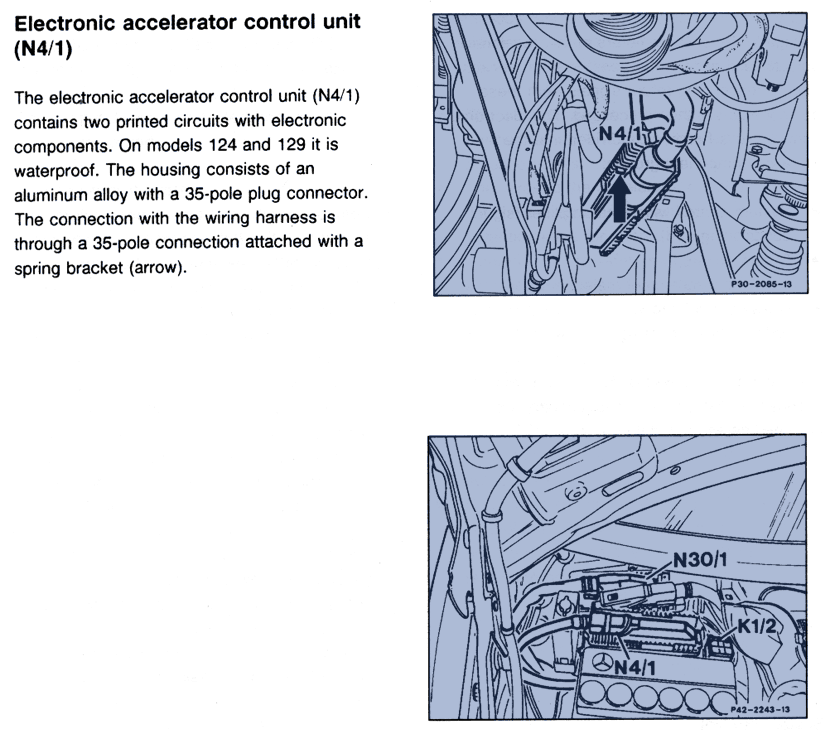 Electronic accelerator control unit
(N4/1)
The electronic accelerator control unit (N4/1)
contains two printed circuits with electronic
components. On models 124 and 129 it is
waterproof. The housing consists of an
aluminum alloy with a 35-pole plug connector.
The connection with the wiring harness is
through a 35-pole connection attached with a
spring bracket (arrow).
N4/1
P30-2085-13
N30/1
K1/2
N4/1
P42-2243-13